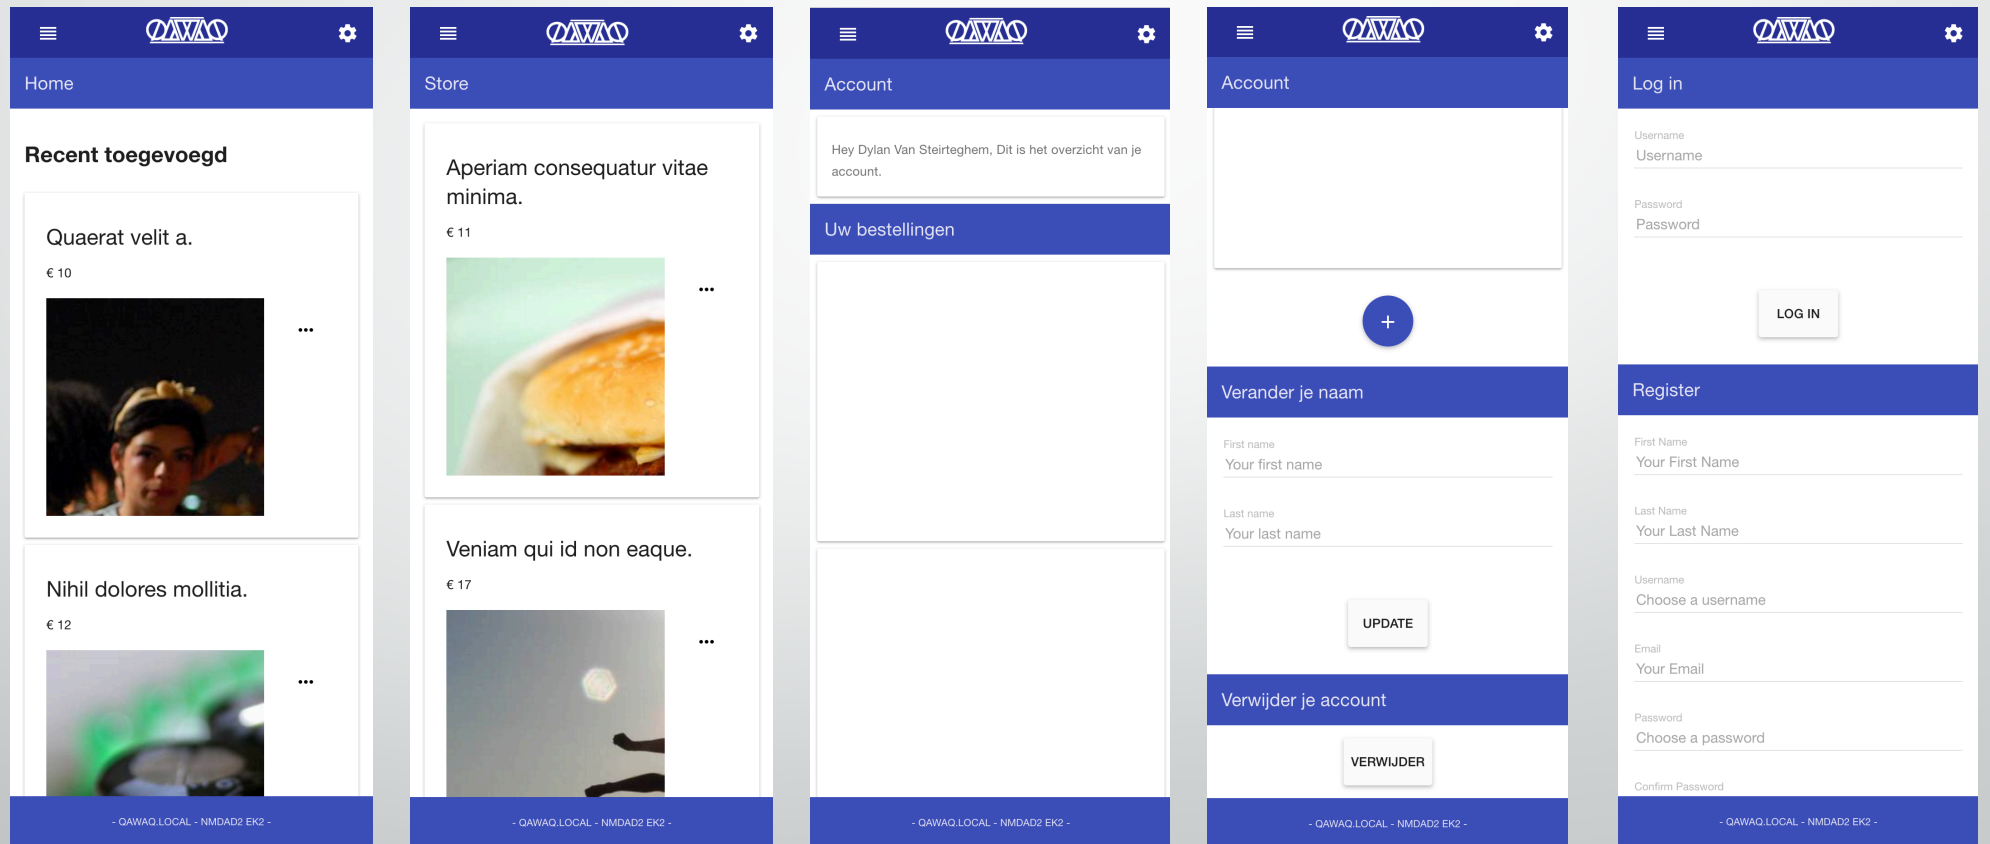 QAWAQ
Home
Recent toegevoegd
Quaerat velit a.
€ 10
Nihil dolores mollitia.
€ 12
- QAWAQ.LOCAL - NMDAD2 EK2 -
QAWAQ
Store
Aperiam consequatur vitae
minima.
€ 11
Veniam qui id non eaque.
€ 17
- QAWAQ.LOCAL - NMDAD2 EK2 -
QAWAQ
Account
Hey Dylan Van Steirteghem, Dit is het overzicht van je
account.
Uw bestellingen
- QAWAQ.LOCAL - NMDAD2 EK2 -
QAWAQ
Account
+
Verander je naam
First name
Your first name
Last name
Your last name
UPDATE
Verwijder je account
VERWIJDER
- QAWAQ.LOCAL - NMDAD2 EK2 -
QAWAQ
Log in
Username
Username
Password
Password
LOG IN
Register
First Name
Your First Name
Last Name
Your Last Name
Username
Choose a username
Email
Your Email
Password
Choose a password
Confirm Password
- QAWAQ.LOCAL - NMDAD2 EK2 -